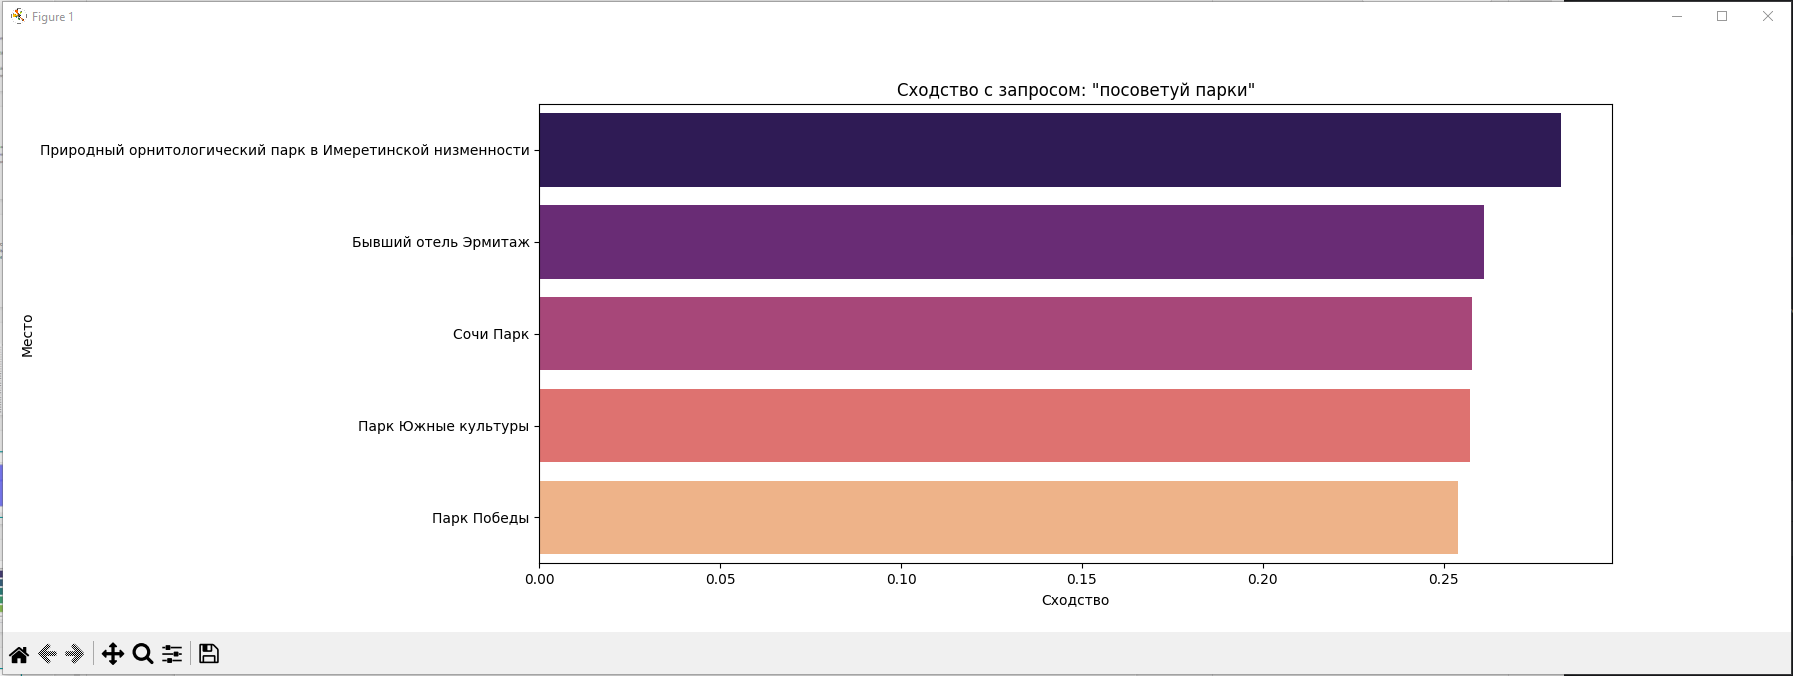 Figure 1
Сходство с запросом: "посоветуй парки"
Природный орнитологический парк в Имеретинской низменности
Бывший отель Эрмитаж
Сочи Парк
Парк Южные культуры
Парк Победы
Место
0.00 0.05 0.10 0.15 0.20 0.25
Сходство